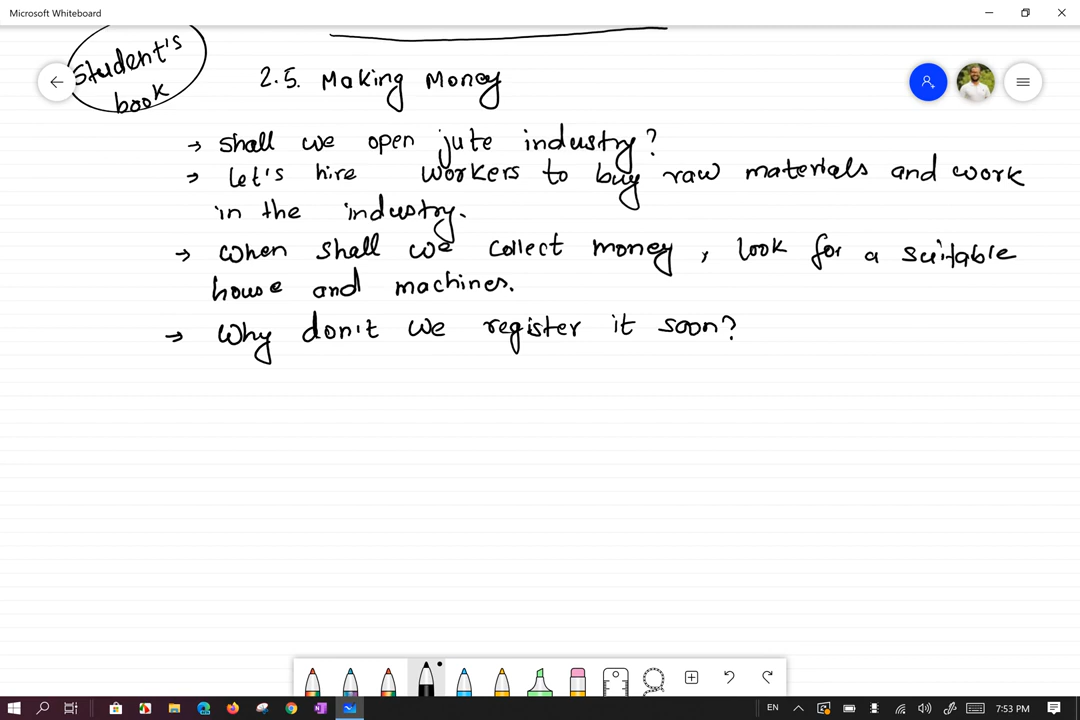 Microsoft Whiteboard
Student's
book
2.5. Making Money
→ shall we open jute industry?
→ let's hire workers to buy raw materials and work
in the industry.
→ When shall we collect money, look for a suitable
house and machines.
→ Why don't we register it soon?
EN
7:53 PM